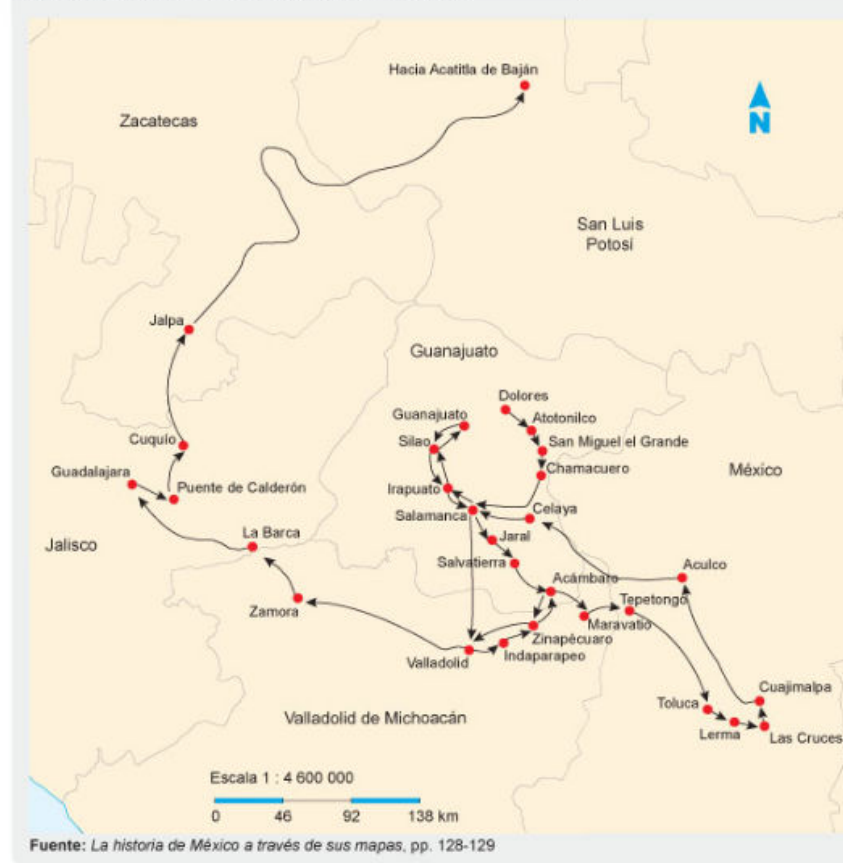 Hacia Acatitla de Baján
Zacatecas
N
San Luis
Potosí
Jalpa
Guanajuato
Dolores
Guanajuato
Atotonilco
Silao
San Miguel el Grande
Cuquío
Chamacuero
México
Guadalajara
Puente de Calderón
Irapuato
Salamanca
Celaya
La Barca
Jaral
Jalisco
Salvatierra
Aculco
Acámbaro
Zamora
Tepetongo
Maravatio
Zinapécuaro
Indaparapeo
Valladolid
Cuajimalpa
Toluca
Valladolid de Michoacán
Lerma
Las Cruces
Escala 1 : 4 600 000
0 46 92 138 km
Fuente: La historia de México a través de sus mapas, pp. 128-129